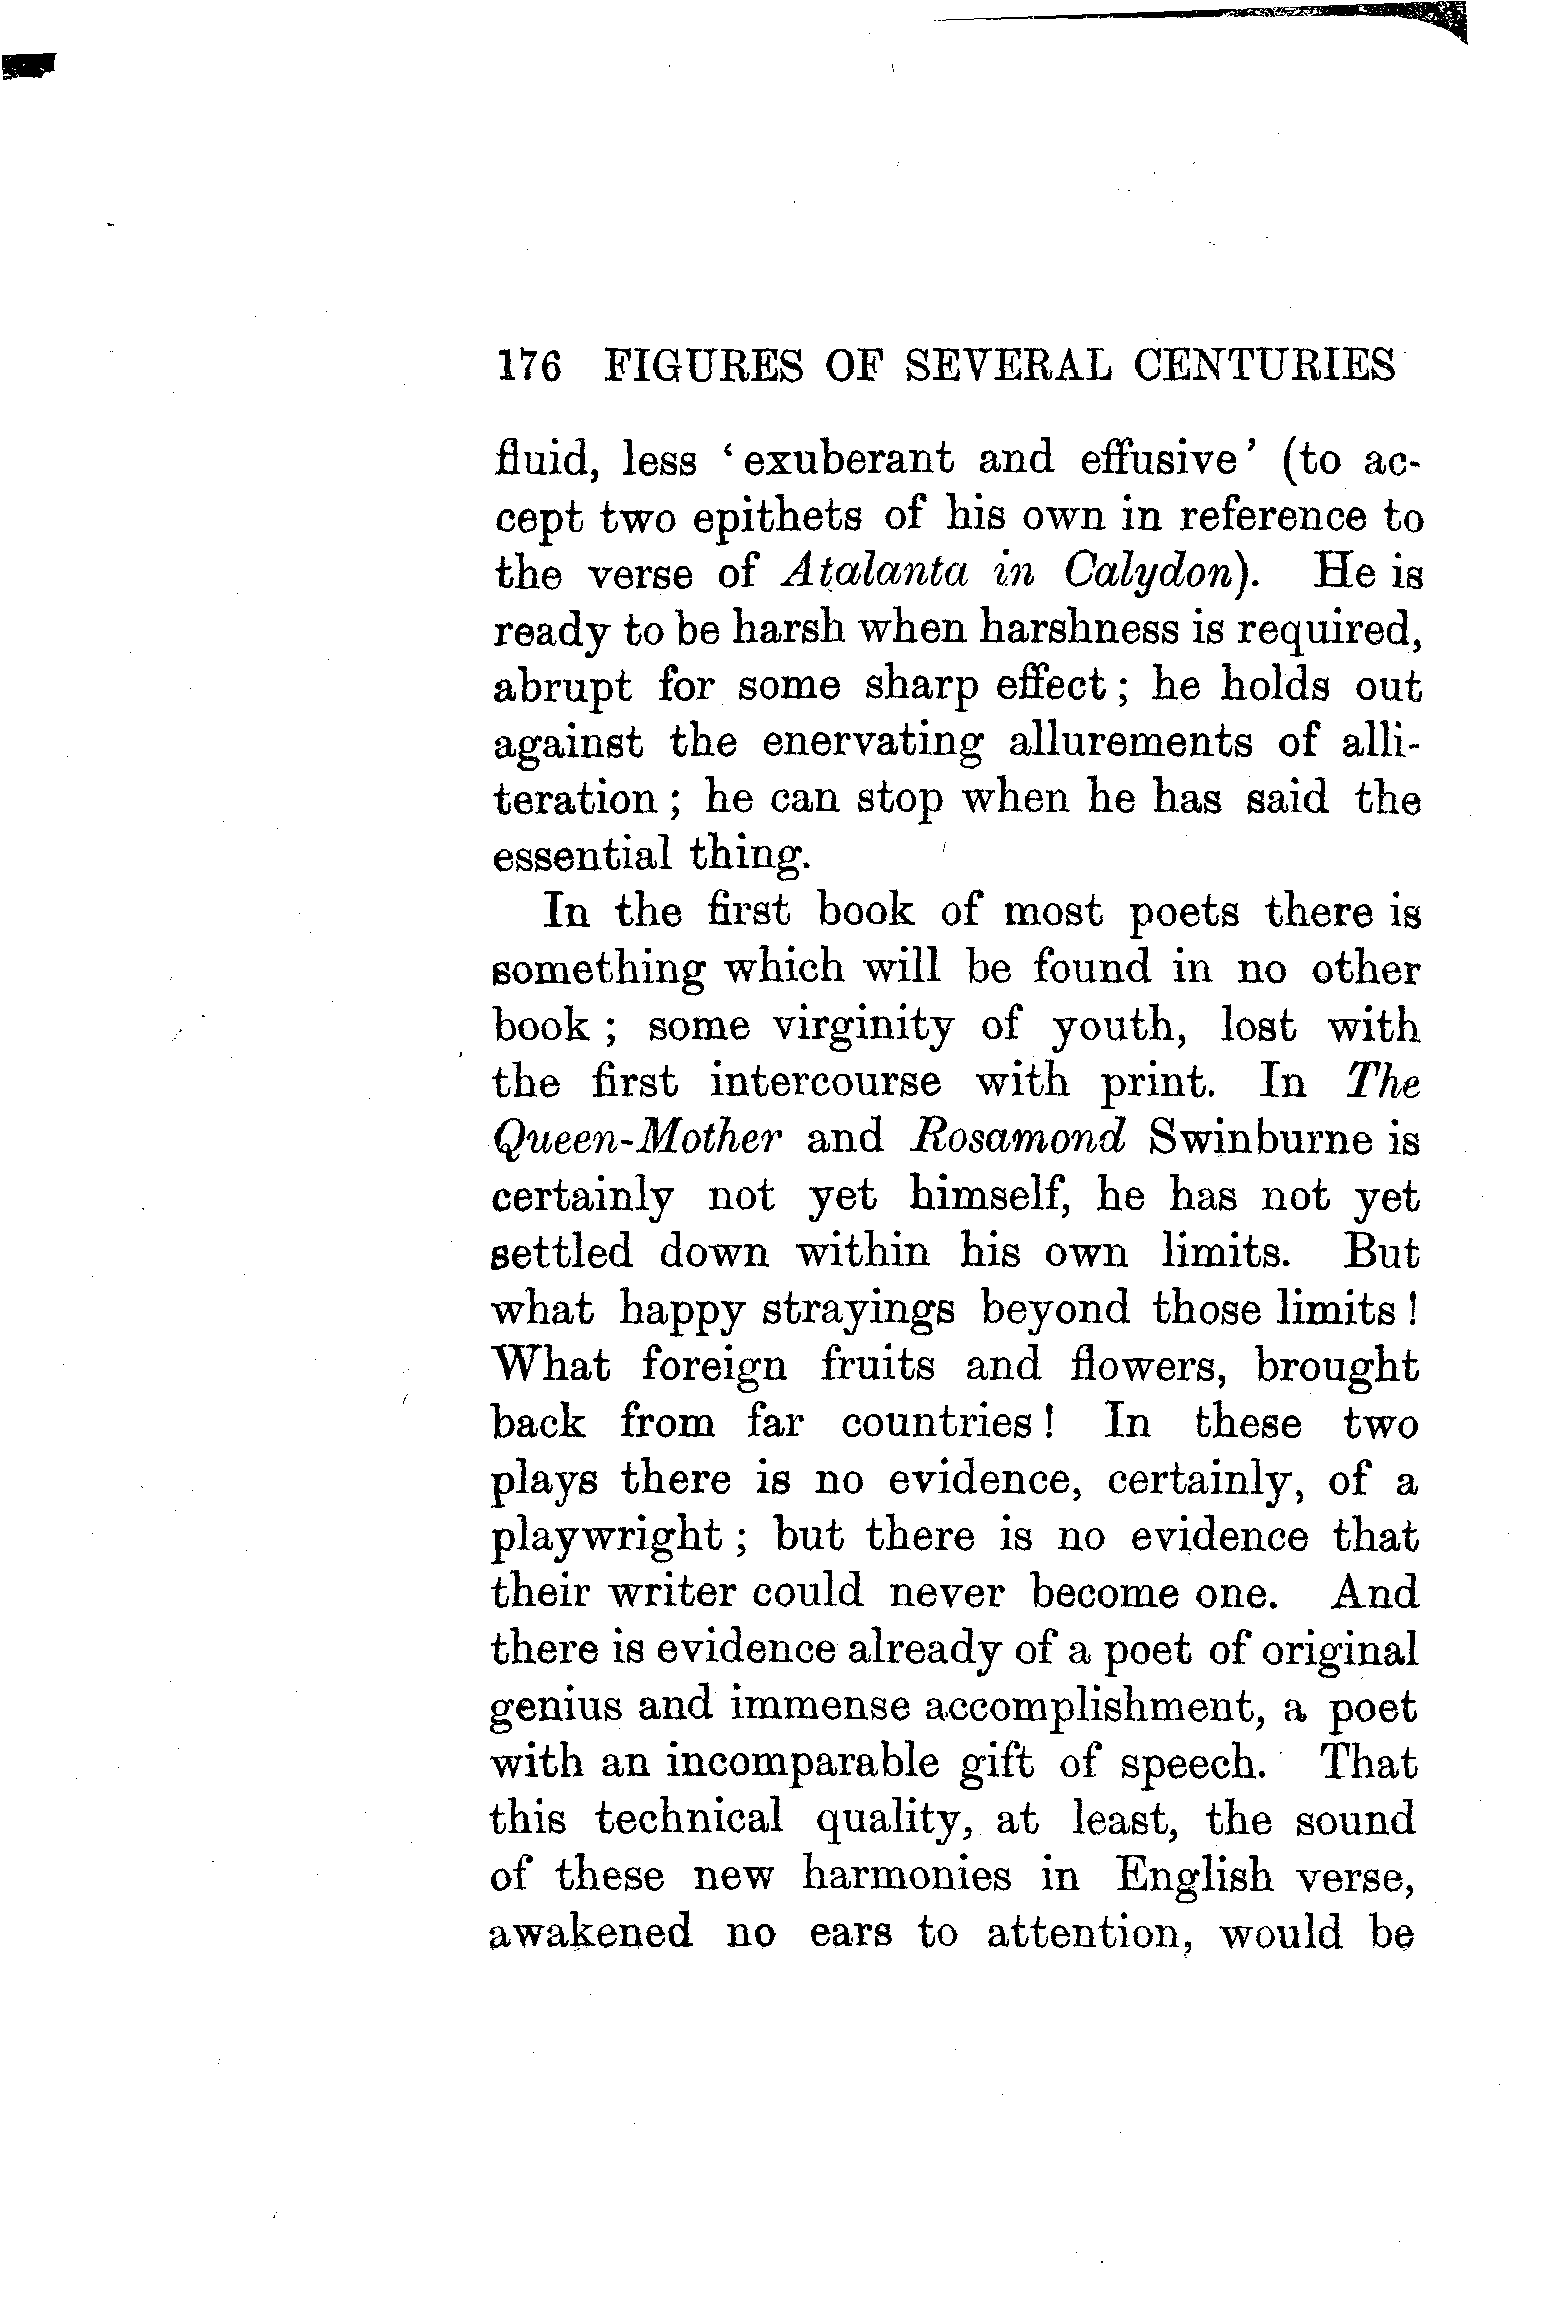 176 FIGURES OF SEVERAL CENTURIES
fluid, less ‘exuberant and effusive’ (to ac-
cept two epithets of his own in reference to
the verse of Atalanta in Calydon). He is
ready to be harsh when harshness is required,
abrupt for some sharp effect; he holds out
against the enervating allurements of alli-
teration; he can stop when he has said the
essential thing.
In the first book of most poets there is
something which will be found in no other
book; some virginity of youth, lost with
the first intercourse with print. In The
Queen-Mother and Rosamond Swinburne is
certainly not yet himself, he has not yet
settled down within his own limits. But
what happy strayings beyond those limits!
What foreign fruits and flowers, brought
back from far countries! In these two
plays there is no evidence, certainly, of a
playwright; but there is no evidence that
their writer could never become one. And
there is evidence already of a poet of original
genius and immense accomplishment, a poet
with an incomparable gift of speech. That
this technical quality, at least, the sound
of these new harmonies in English verse,
awakened no ears to attention, would be